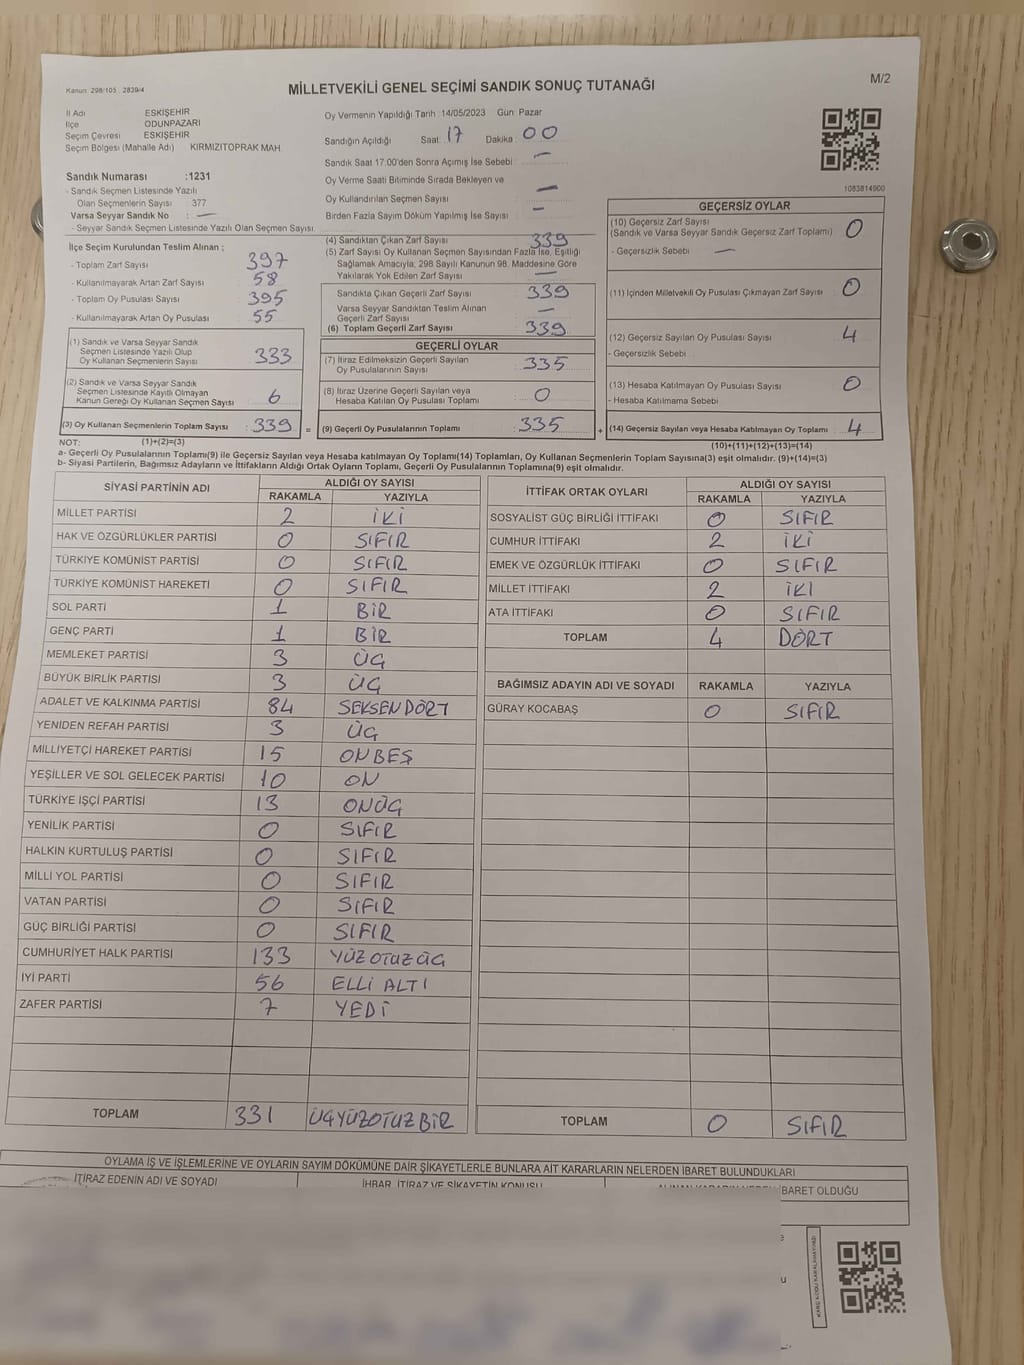 Kanun: 298/105 , 2839/4
MİLLETVEKİLİ GENEL SEÇİMİ SANDIK SONUÇ TUTANAĞI
M/2
İl Adı ESKİŞEHİR
İlçe ODUNPAZARI
Seçim Çevresi ESKİŞEHİR
Seçim Bölgesi (Mahalle Adı) KIRMIZITOPRAK MAH.
Sandık Numarası :1231
- Sandık Seçmen Listesinde Yazılı
Olan Seçmenlerin Sayısı : 377
Varsa Seyyar Sandık No : —
- Seyyar Sandık Seçmen Listesinde Yazılı Olan Seçmen Sayısı
Oy Vermenin Yapıldığı Tarih :14/05/2023 Gün: Pazar
Sandığın Açıldığı Saat: 17 Dakika : 00
Sandık Saat 17:00'den Sonra Açımış İse Sebebi : —
Oy Verme Saati Bitiminde Sırada Bekleyen ve
Oy Kullandırılan Seçmen Sayısı : —
Birden Fazla Sayım Döküm Yapılmış İse Sayısı : —
1083814900
İlçe Seçim Kurulundan Teslim Alınan ;
- Toplam Zarf Sayısı : 397
- Kullanılmayarak Artan Zarf Sayısı : 58
- Toplam Oy Pusulası Sayısı : 395
- Kullanılmayarak Artan Oy Pusulası : 55
(1) Sandık ve Varsa Seyyar Sandık
Seçmen Listesinde Yazılı Olup
Oy Kullanan Seçmenlerin Sayısı : 333
(2) Sandık ve Varsa Seyyar Sandık
Seçmen Listesinde Kayıtlı Olmayan
Kanun Gereği Oy Kullanan Seçmen Sayısı : 6
(3) Oy Kullanan Seçmenlerin Toplam Sayısı : 339 =
(4) Sandıktan Çıkan Zarf Sayısı : 339
(5) Zarf Sayısı Oy Kullanan Seçmen Sayısından Fazla İse, Eşitliği
Sağlamak Amacıyla, 298 Sayılı Kanunun 98. Maddesine Göre
Yakılarak Yok Edilen Zarf Sayısı : —
Sandıkta Çıkan Geçerli Zarf Sayısı : 339
Varsa Seyyar Sandıktan Teslim Alınan
Geçerli Zarf Sayısı : —
(6) Toplam Geçerli Zarf Sayısı : 339
GEÇERLİ OYLAR
(7) İtiraz Edilmeksizin Geçerli Sayılan
Oy Pusulalarının Sayısı : 335
(8) İtiraz Üzerine Geçerli Sayılan veya
Hesaba Katılan Oy Pusulası Toplamı : 0
(9) Geçerli Oy Pusulalarının Toplamı : 335 +
GEÇERSİZ OYLAR
(10) Geçersiz Zarf Sayısı
(Sandık ve Varsa Seyyar Sandık Geçersiz Zarf Toplamı) : 0
- Geçersizlik Sebebi : —
(11) İçinden Milletvekili Oy Pusulası Çıkmayan Zarf Sayısı : 0
(12) Geçersiz Sayılan Oy Pusulası Sayısı : 4
- Geçersizlik Sebebi :
(13) Hesaba Katılmayan Oy Pusulası Sayısı : 0
- Hesaba Katılmama Sebebi :
(14) Geçersiz Sayılan veya Hesaba Katılmayan Oy Toplamı : 4
NOT: (1)+(2)=(3)
(10)+(11)+(12)+(13)=(14)
a- Geçerli Oy Pusulalarının Toplamı(9) ile Geçersiz Sayılan veya Hesaba katılmayan Oy Toplamı(14) Toplamları, Oy Kullanan Seçmenlerin Toplam Sayısına(3) eşit olmalıdır. (9)+(14)=(3)
b- Siyasi Partilerin, Bağımsız Adayların ve İttifakların Aldığı Ortak Oyların Toplamı, Geçerli Oy Pusulalarının Toplamına(9) eşit olmalıdır.
SİYASİ PARTİNİN ADI ALDIĞI OY SAYISI
RAKAMLA YAZIYLA
MİLLET PARTİSİ 2 İKİ
HAK VE ÖZGÜRLÜKLER PARTİSİ 0 SIFIR
TÜRKİYE KOMÜNİST PARTİSİ 0 SIFIR
TÜRKİYE KOMÜNİST HAREKETİ 0 SIFIR
SOL PARTİ 1 BİR
GENÇ PARTİ 1 BİR
MEMLEKET PARTİSİ 3 ÜÇ
BÜYÜK BİRLİK PARTİSİ 3 ÜÇ
ADALET VE KALKINMA PARTİSİ 84 SEKSEN DÖRT
YENİDEN REFAH PARTİSİ 3 ÜÇ
MİLLİYETÇİ HAREKET PARTİSİ 15 ONBEŞ
YEŞİLLER VE SOL GELECEK PARTİSİ 10 ON
TÜRKİYE İŞÇİ PARTİSİ 13 ONÜÇ
YENİLİK PARTİSİ 0 SIFIR
HALKIN KURTULUŞ PARTİSİ 0 SIFIR
MİLLİ YOL PARTİSİ 0 SIFIR
VATAN PARTİSİ 0 SIFIR
GÜÇ BİRLİĞİ PARTİSİ 0 SIFIR
CUMHURİYET HALK PARTİSİ 133 YÜZ OTUZ ÜÇ
İYİ PARTİ 56 ELLİ ALTI
ZAFER PARTİSİ 7 YEDİ
TOPLAM 331 ÜÇYÜZOTUZ BİR
İTTİFAK ORTAK OYLARI ALDIĞI OY SAYISI
RAKAMLA YAZIYLA
SOSYALİST GÜÇ BİRLİĞİ İTTİFAKI 0 SIFIR
CUMHUR İTTİFAKI 2 İKİ
EMEK VE ÖZGÜRLÜK İTTİFAKI 0 SIFIR
MİLLET İTTİFAKI 2 İKİ
ATA İTTİFAKI 0 SIFIR
TOPLAM 4 DÖRT
BAĞIMSIZ ADAYIN ADI VE SOYADI RAKAMLA YAZIYLA
GÜRAY KOCABAŞ 0 SIFIR
TOPLAM 0 SIFIR
OYLAMA İŞ VE İŞLEMLERİNE VE OYLARIN SAYIM DÖKÜMÜNE DAİR ŞİKAYETLERLE BUNLARA AİT KARARLARIN NELERDEN İBARET BULUNDUKLARI
İTİRAZ EDENİN ADI VE SOYADI İHBAR, İTİRAZ VE ŞİKAYETİN KONUSU İBARET OLDUĞU